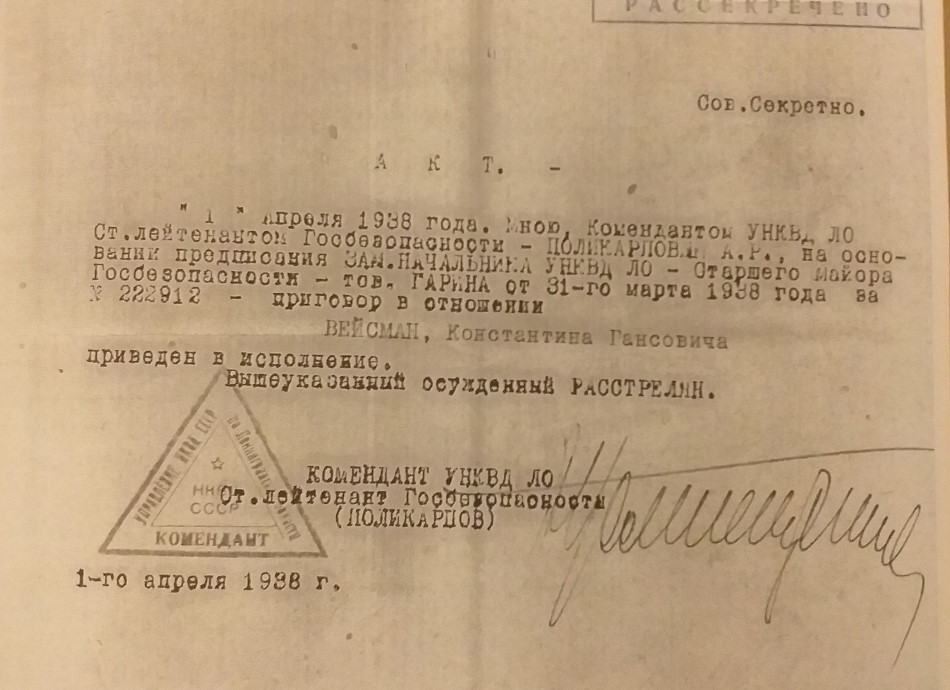 РАССЕКРЕЧЕНО
Сов.Секретно.
А К Т. -
" 1 " Апреля 1938 года. Мною, Комендантом УНКВД ЛО
Ст.лейтенантом Госбезопасности - ПОЛИКАРПОВЫМ А.Р., на осно-
вании предписания ЗАМ.НАЧАЛЬНИКА УНКВД ЛО - Старшего майора
Госбезопасности - тов. ГАРИНА от 31-го марта 1938 года за
№ 222912 - приговор в отношении
ВЕЙСМАН, Константина Гансовича
приведен в исполнение.
Вышеуказанный осужденный РАССТРЕЛЯН.
УПРАВЛЕНИЕ НКВД СССР
НКВД
СССР
КОМЕНДАНТ
КОМЕНДАНТ УНКВД ЛО
Ст.лейтенант Госбезопасности
(ПОЛИКАРПОВ)
1-го апреля 1938 г.